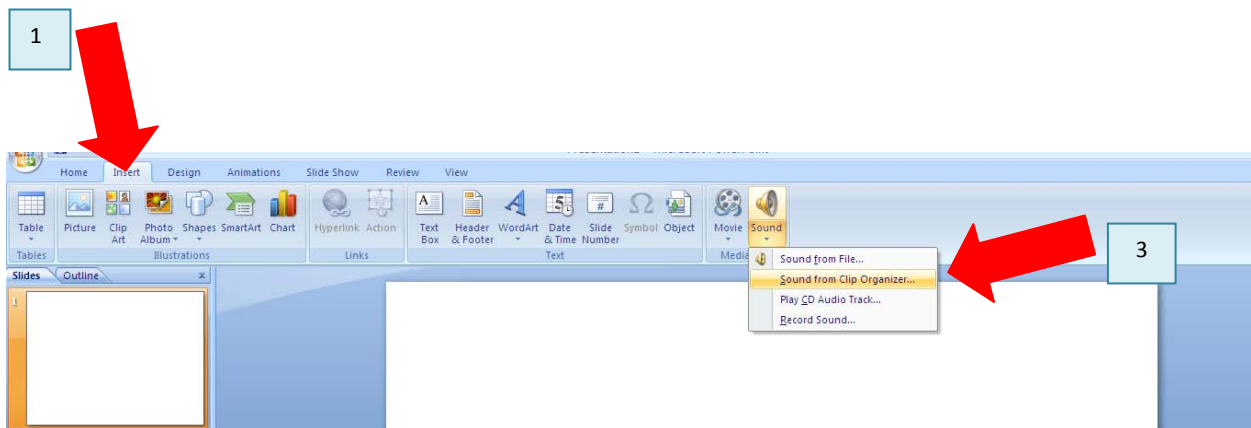 1
Home Insert Design Animations Slide Show Review View
Table Picture Clip Art Photo Album Shapes SmartArt Chart Hyperlink Action Text Box Header & Footer WordArt Date & Time Slide Number Symbol Object Movie Sound
Tables Illustrations Links Text Media
Slides Outline x
1
Sound from File...
Sound from Clip Organizer...
Play CD Audio Track...
Record Sound...
3